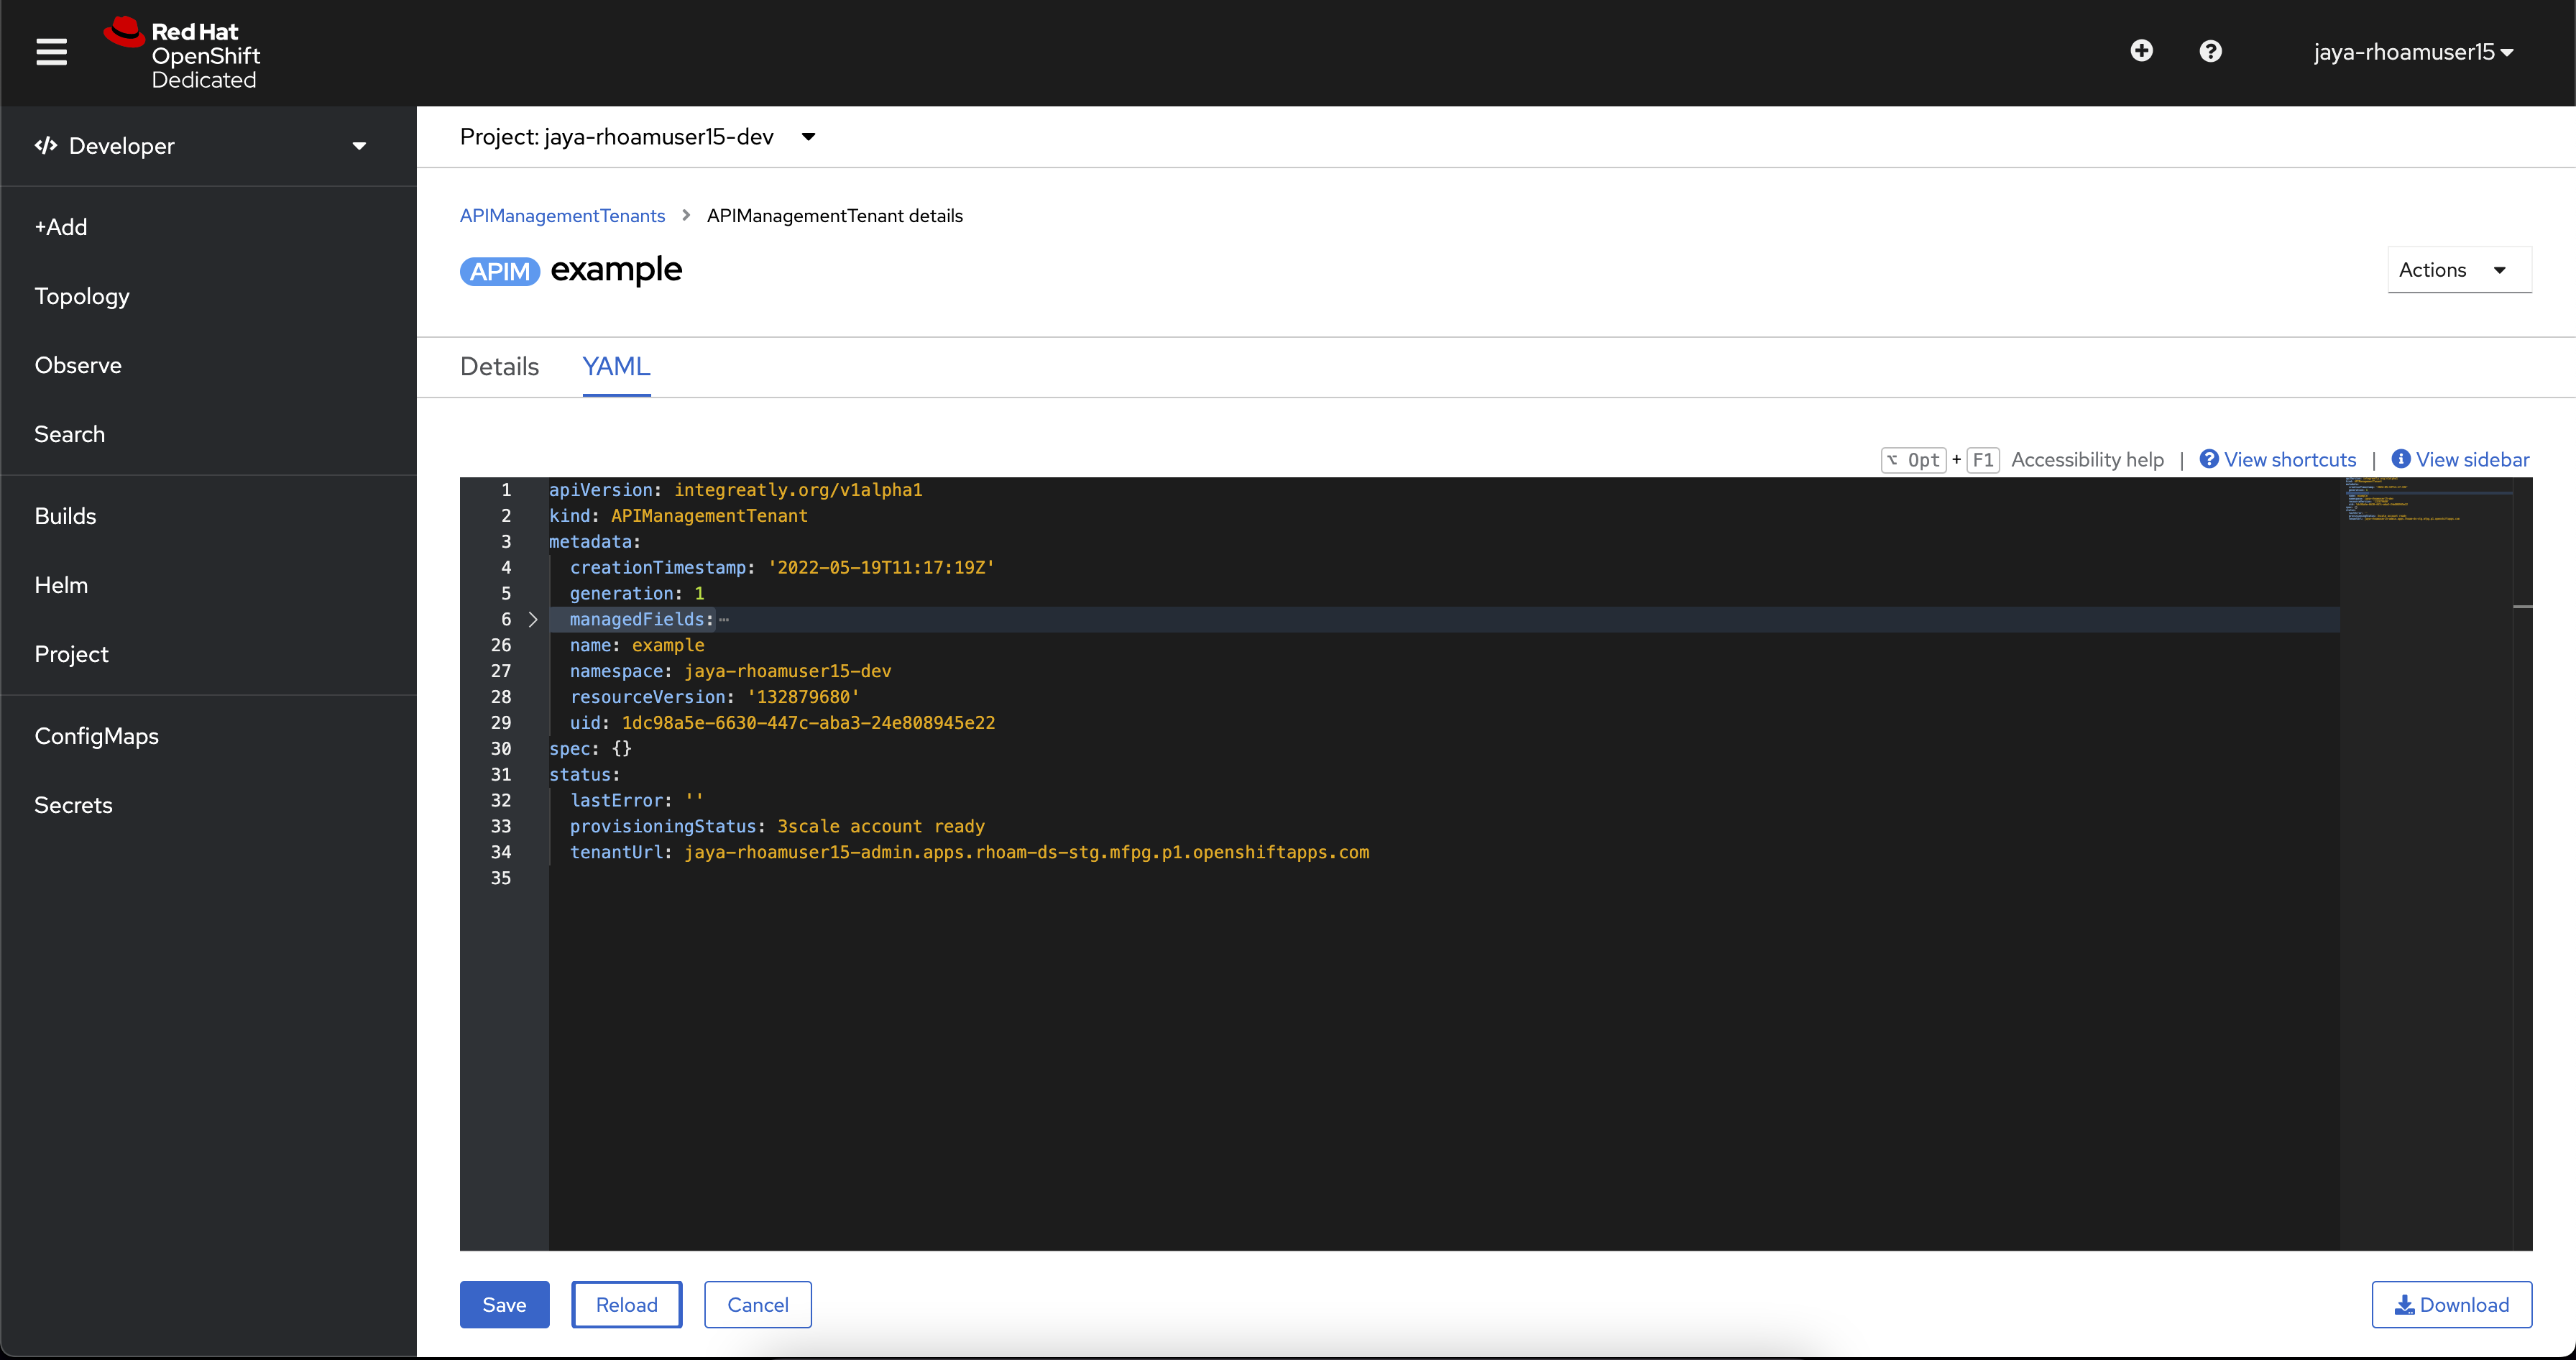 Red Hat
OpenShift
Dedicated
jaya-rhoamuser15
Developer
+Add
Topology
Observe
Search
Builds
Helm
Project
ConfigMaps
Secrets
Project: jaya-rhoamuser15-dev
APIManagementTenants > APIManagementTenant details
APIM example
Actions
Details YAML
⌥ Opt + F1 Accessibility help | View shortcuts | View sidebar
1 apiVersion: integreatly.org/v1alpha1
2 kind: APIManagementTenant
3 metadata:
4 creationTimestamp: '2022-05-19T11:17:19Z'
5 generation: 1
6 managedFields:…
26 name: example
27 namespace: jaya-rhoamuser15-dev
28 resourceVersion: '132879680'
29 uid: 1dc98a5e-6630-447c-aba3-24e808945e22
30 spec: {}
31 status:
32 lastError: ''
33 provisioningStatus: 3scale account ready
34 tenantUrl: jaya-rhoamuser15-admin.apps.rhoam-ds-stg.mfpg.p1.openshiftapps.com
35
Save Reload Cancel Download